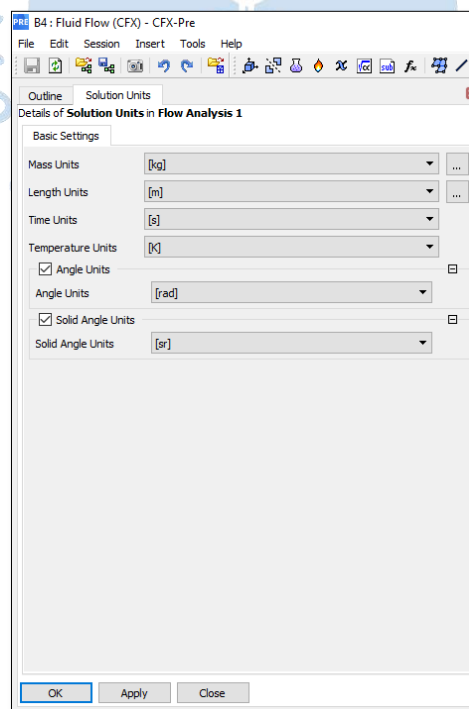 PRE B4 : Fluid Flow (CFX) - CFX-Pre
File Edit Session Insert Tools Help
√α sub fx
Outline Solution Units
Details of Solution Units in Flow Analysis 1
Basic Settings
Mass Units [kg] ...
Length Units [m] ...
Time Units [s]
Temperature Units [K]
Angle Units
Angle Units [rad]
Solid Angle Units
Solid Angle Units [sr]
OK Apply Close